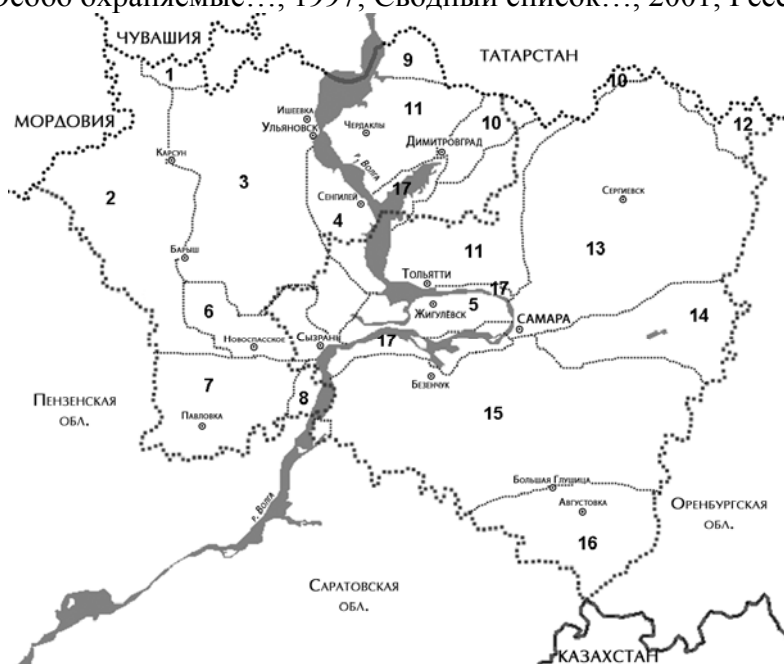 Особо охраняемые…, 1997; Сводный список…, 2001;
ЧУВАШИЯ
ТАТАРСТАН
МОРДОВИЯ
1
9
10
10
12
Ишеевка
Ульяновск
Чердаклы
11
Димитровград
Карсун
р. Волга
2
3
Сенгилей
17
4
Сергиевск
13
Барыш
11
Тольятти
17
6
Жигулёвск
5
САМАРА
14
Новоспасское
Сызрань
17
7
8
Безенчук
ПЕНЗЕНСКАЯ
ОБЛ.
Павловка
15
Большая Глушица
Августовка
ОРЕНБУРГСКАЯ
ОБЛ.
р. Волга
16
САРАТОВСКАЯ
ОБЛ.
КАЗАХСТАН